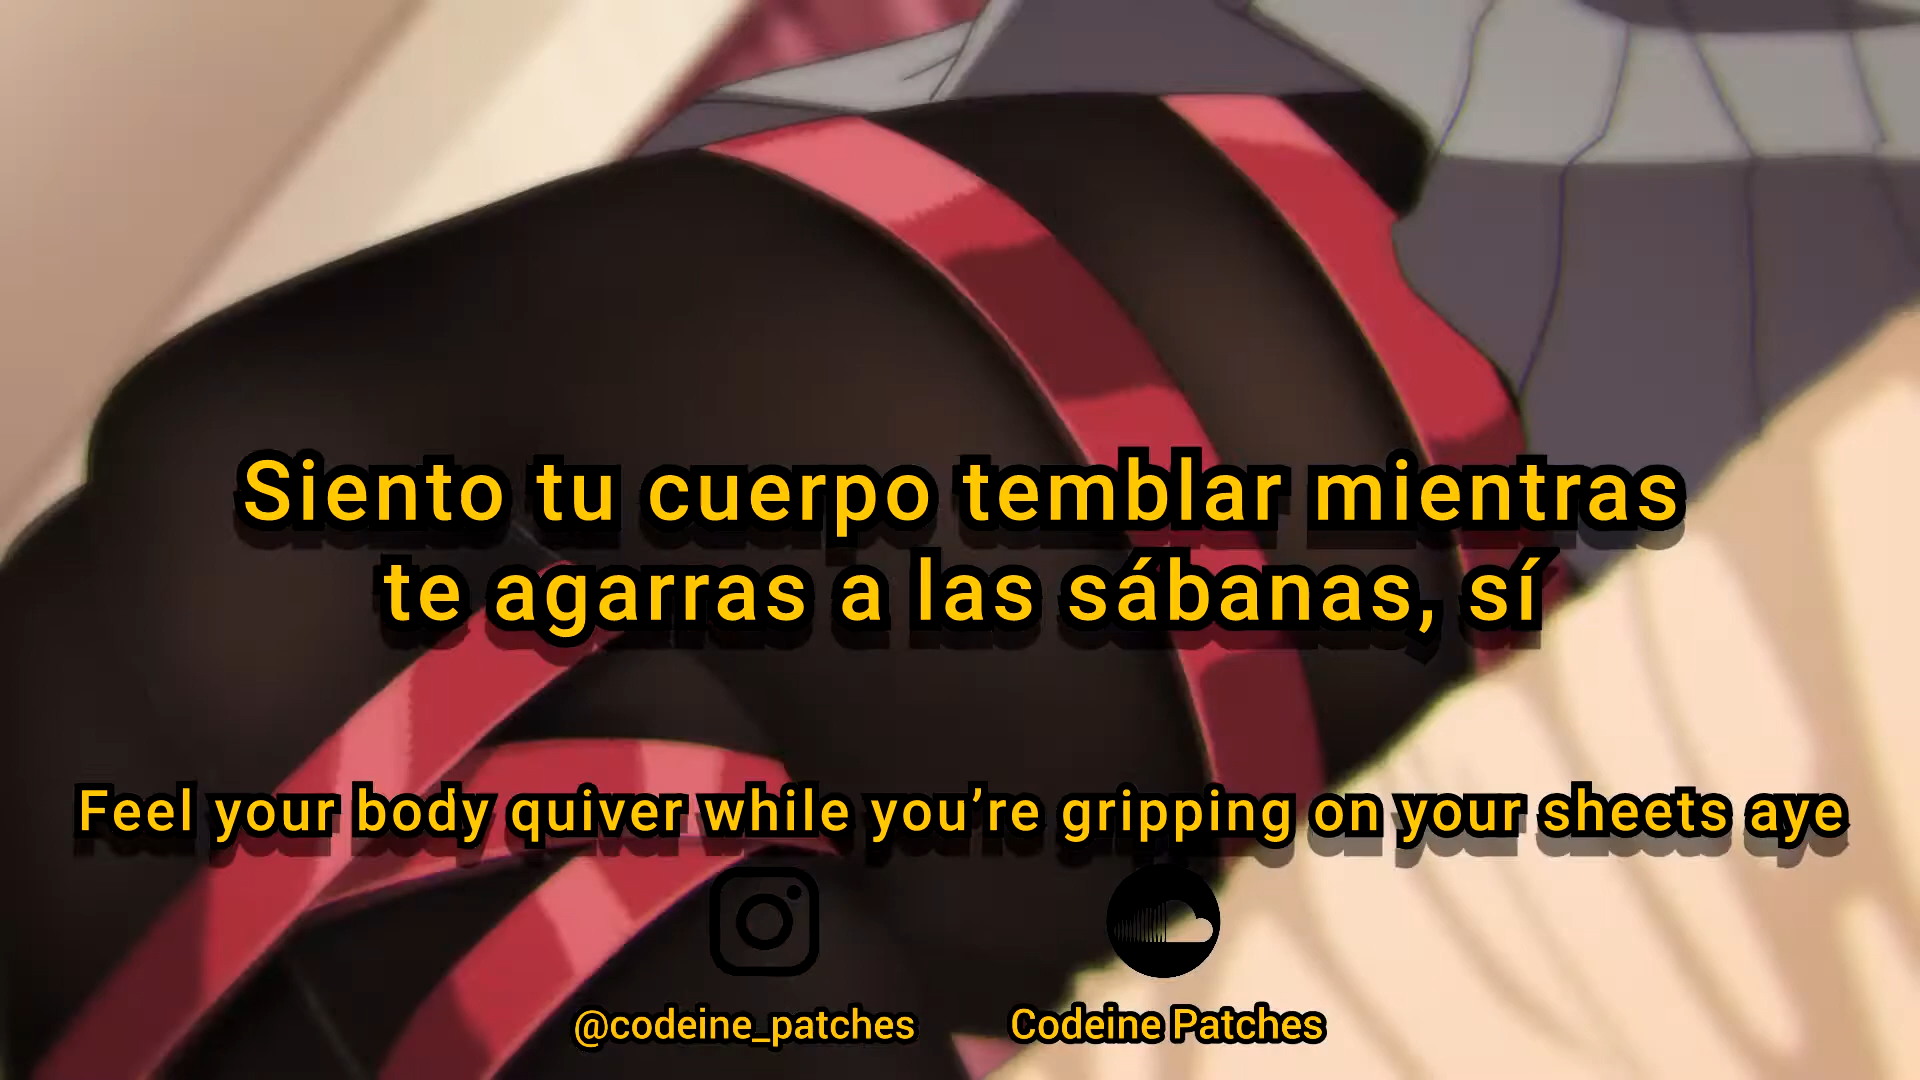 Siento tu cuerpo temblar mientras
te agarras a las sábanas, sí
Feel your body quiver while you’re gripping on your sheets aye
@codeine_patches
Codeine Patches